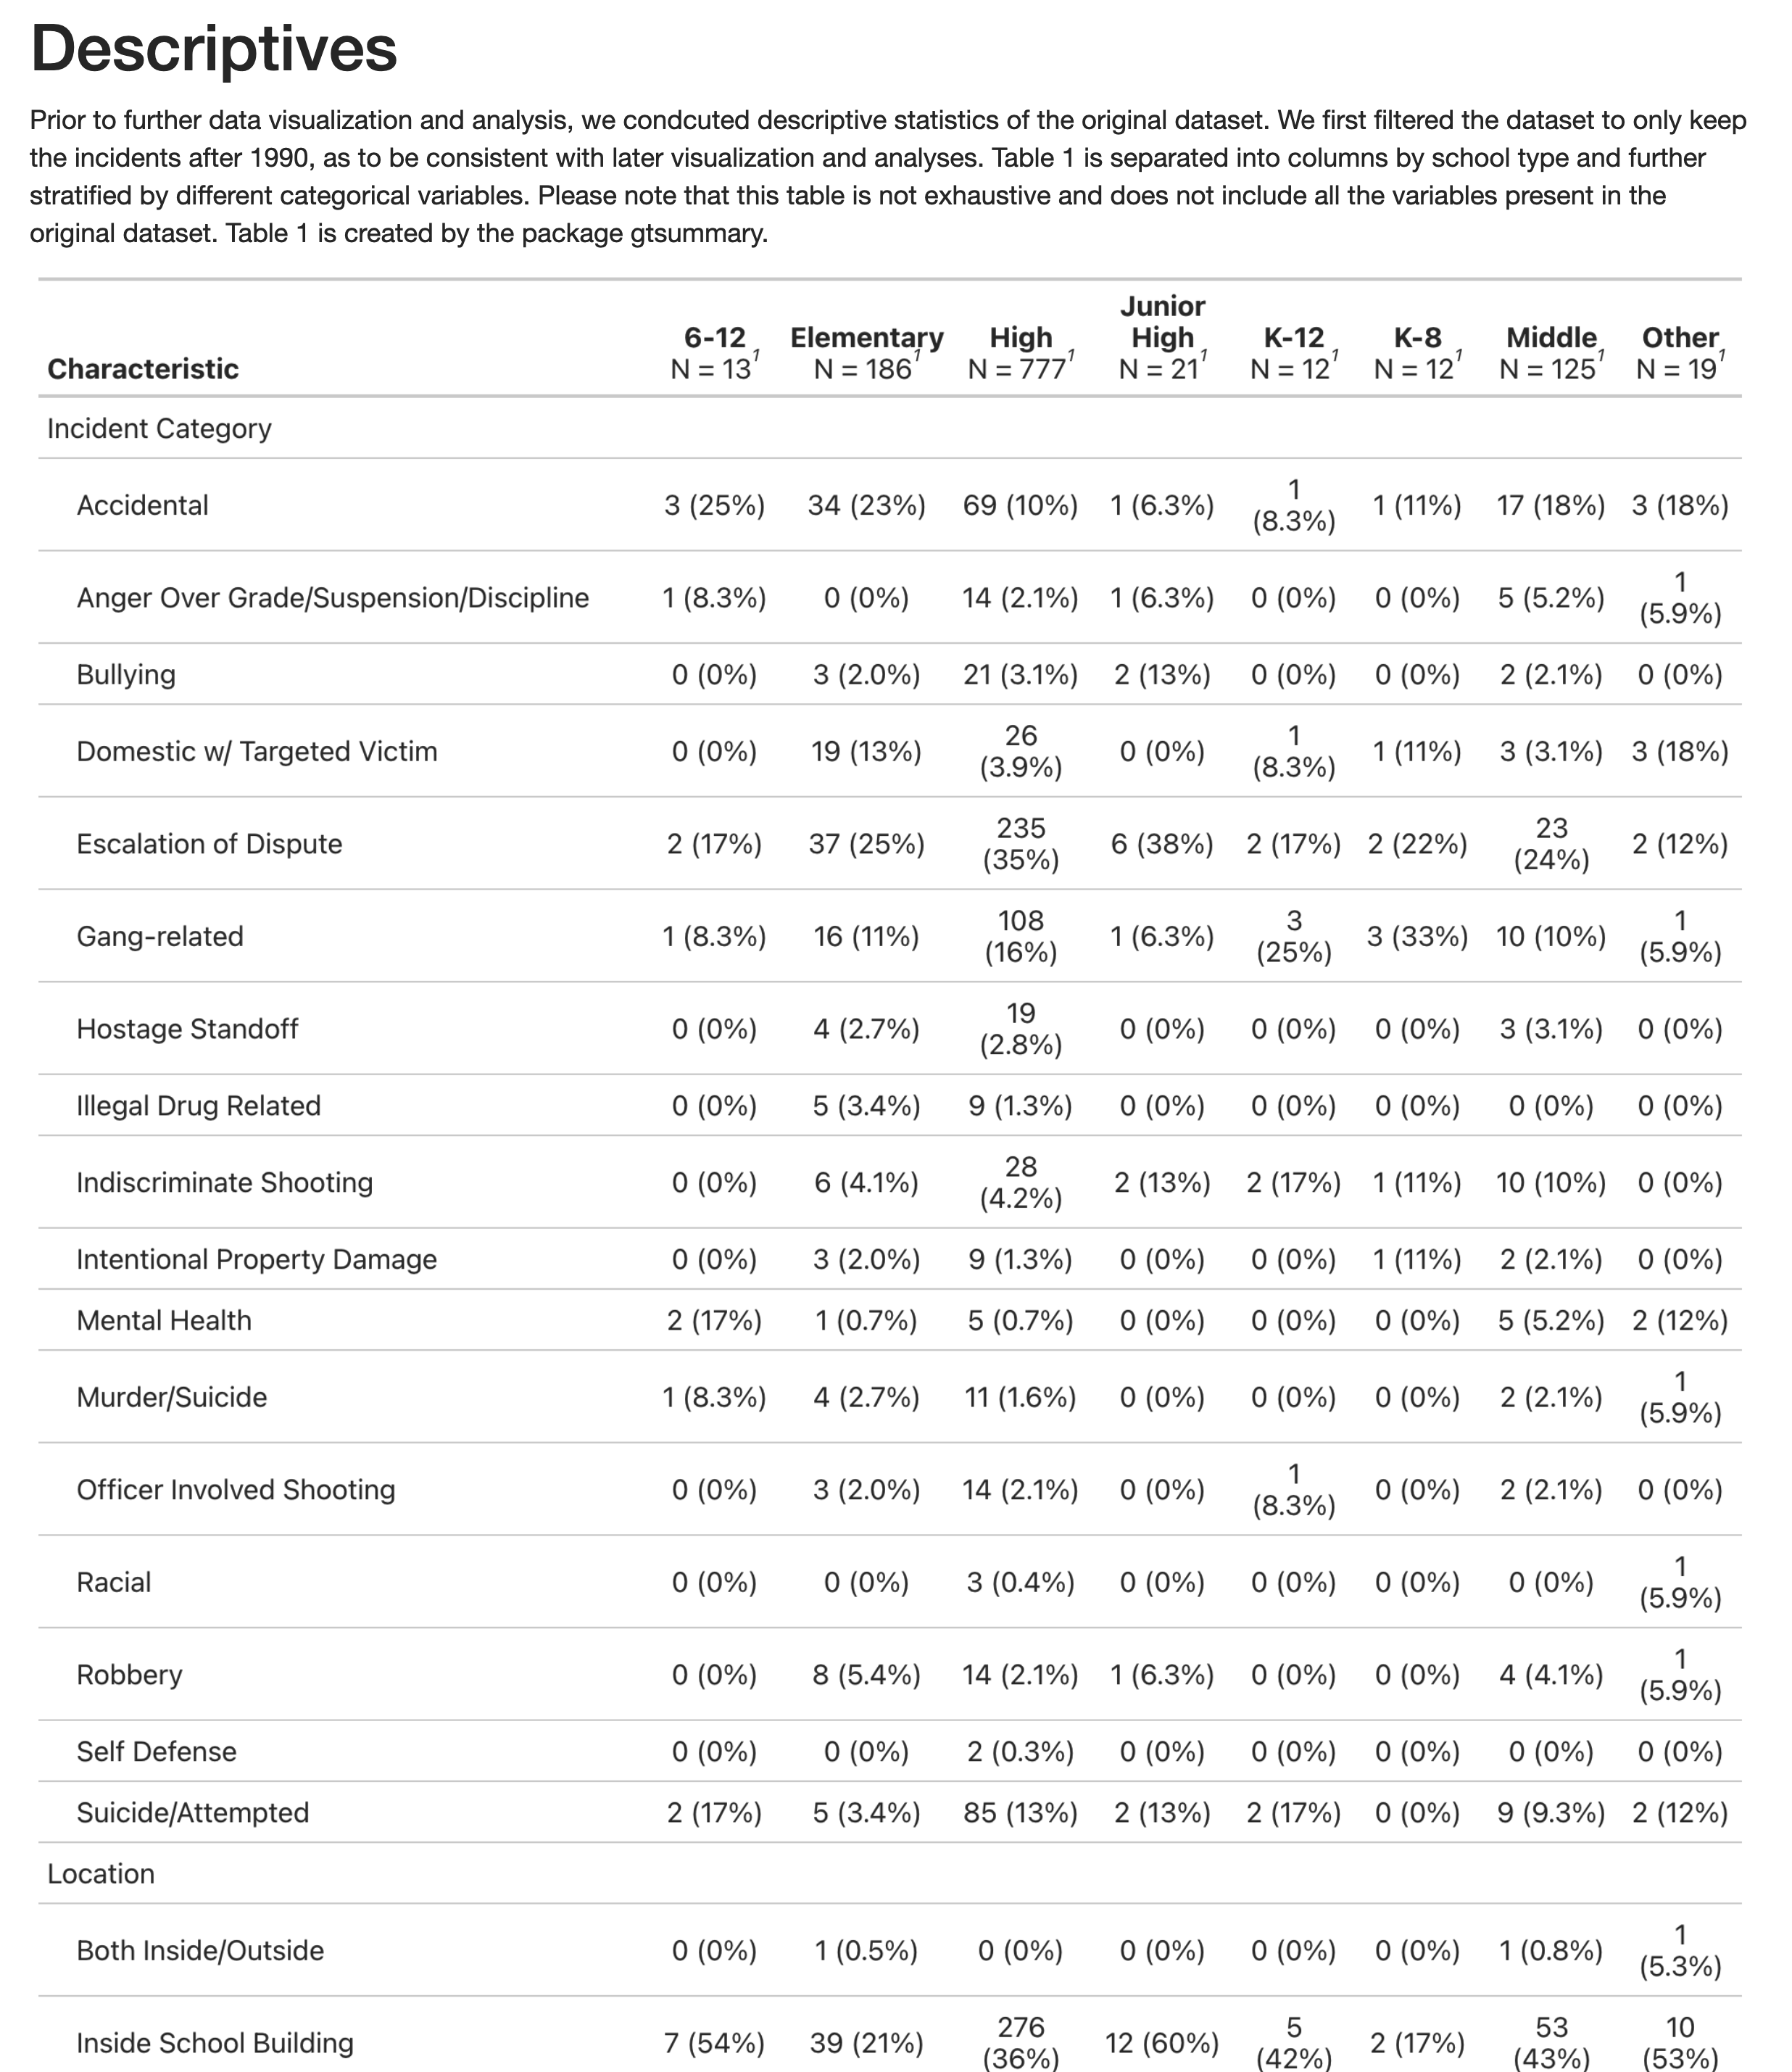 Descriptives
Prior to further data visualization and analysis, we condcuted descriptive statistics of the original dataset. We first filtered the dataset to only keep
the incidents after 1990, as to be consistent with later visualization and analyses. Table 1 is separated into columns by school type and further
stratified by different categorical variables. Please note that this table is not exhaustive and does not include all the variables present in the
original dataset. Table 1 is created by the package gtsummary.
Characteristic 6-12 N = 13¹ Elementary N = 186¹ High N = 777¹ Junior High N = 21¹ K-12 N = 12¹ K-8 N = 12¹ Middle N = 125¹ Other N = 19¹
Incident Category
Accidental 3 (25%) 34 (23%) 69 (10%) 1 (6.3%) 1 (8.3%) 1 (11%) 17 (18%) 3 (18%)
Anger Over Grade/Suspension/Discipline 1 (8.3%) 0 (0%) 14 (2.1%) 1 (6.3%) 0 (0%) 0 (0%) 5 (5.2%) 1 (5.9%)
Bullying 0 (0%) 3 (2.0%) 21 (3.1%) 2 (13%) 0 (0%) 0 (0%) 2 (2.1%) 0 (0%)
Domestic w/ Targeted Victim 0 (0%) 19 (13%) 26 (3.9%) 0 (0%) 1 (8.3%) 1 (11%) 3 (3.1%) 3 (18%)
Escalation of Dispute 2 (17%) 37 (25%) 235 (35%) 6 (38%) 2 (17%) 2 (22%) 23 (24%) 2 (12%)
Gang-related 1 (8.3%) 16 (11%) 108 (16%) 1 (6.3%) 3 (25%) 3 (33%) 10 (10%) 1 (5.9%)
Hostage Standoff 0 (0%) 4 (2.7%) 19 (2.8%) 0 (0%) 0 (0%) 0 (0%) 3 (3.1%) 0 (0%)
Illegal Drug Related 0 (0%) 5 (3.4%) 9 (1.3%) 0 (0%) 0 (0%) 0 (0%) 0 (0%) 0 (0%)
Indiscriminate Shooting 0 (0%) 6 (4.1%) 28 (4.2%) 2 (13%) 2 (17%) 1 (11%) 10 (10%) 0 (0%)
Intentional Property Damage 0 (0%) 3 (2.0%) 9 (1.3%) 0 (0%) 0 (0%) 1 (11%) 2 (2.1%) 0 (0%)
Mental Health 2 (17%) 1 (0.7%) 5 (0.7%) 0 (0%) 0 (0%) 0 (0%) 5 (5.2%) 2 (12%)
Murder/Suicide 1 (8.3%) 4 (2.7%) 11 (1.6%) 0 (0%) 0 (0%) 0 (0%) 2 (2.1%) 1 (5.9%)
Officer Involved Shooting 0 (0%) 3 (2.0%) 14 (2.1%) 0 (0%) 1 (8.3%) 0 (0%) 2 (2.1%) 0 (0%)
Racial 0 (0%) 0 (0%) 3 (0.4%) 0 (0%) 0 (0%) 0 (0%) 0 (0%) 1 (5.9%)
Robbery 0 (0%) 8 (5.4%) 14 (2.1%) 1 (6.3%) 0 (0%) 0 (0%) 4 (4.1%) 1 (5.9%)
Self Defense 0 (0%) 0 (0%) 2 (0.3%) 0 (0%) 0 (0%) 0 (0%) 0 (0%) 0 (0%)
Suicide/Attempted 2 (17%) 5 (3.4%) 85 (13%) 2 (13%) 2 (17%) 0 (0%) 9 (9.3%) 2 (12%)
Location
Both Inside/Outside 0 (0%) 1 (0.5%) 0 (0%) 0 (0%) 0 (0%) 0 (0%) 1 (0.8%) 1 (5.3%)
Inside School Building 7 (54%) 39 (21%) 276 (36%) 12 (60%) 5 (42%) 2 (17%) 53 (43%) 10 (53%)